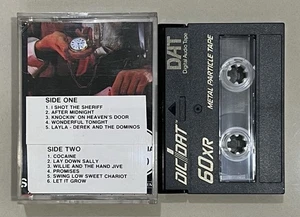 SIDE ONE
1. I SHOT THE SHERIFF
2. AFTER MIDNIGHT
3. KNOCKIN' ON HEAVEN'S DOOR
4. WONDERFUL TONIGHT
5. LAYLA - DEREK AND THE DOMINOS
SIDE TWO
1. COCAINE
2. LAY DOWN SALLY
3. WILLIE AND THE HAND JIVE
4. PROMISES
5. SWING LOW SWEET CHARIOT
6. LET IT GROW
DAT
Digital Audio Tape
DIC/DAT
60XR
METAL PARTICLE TAPE